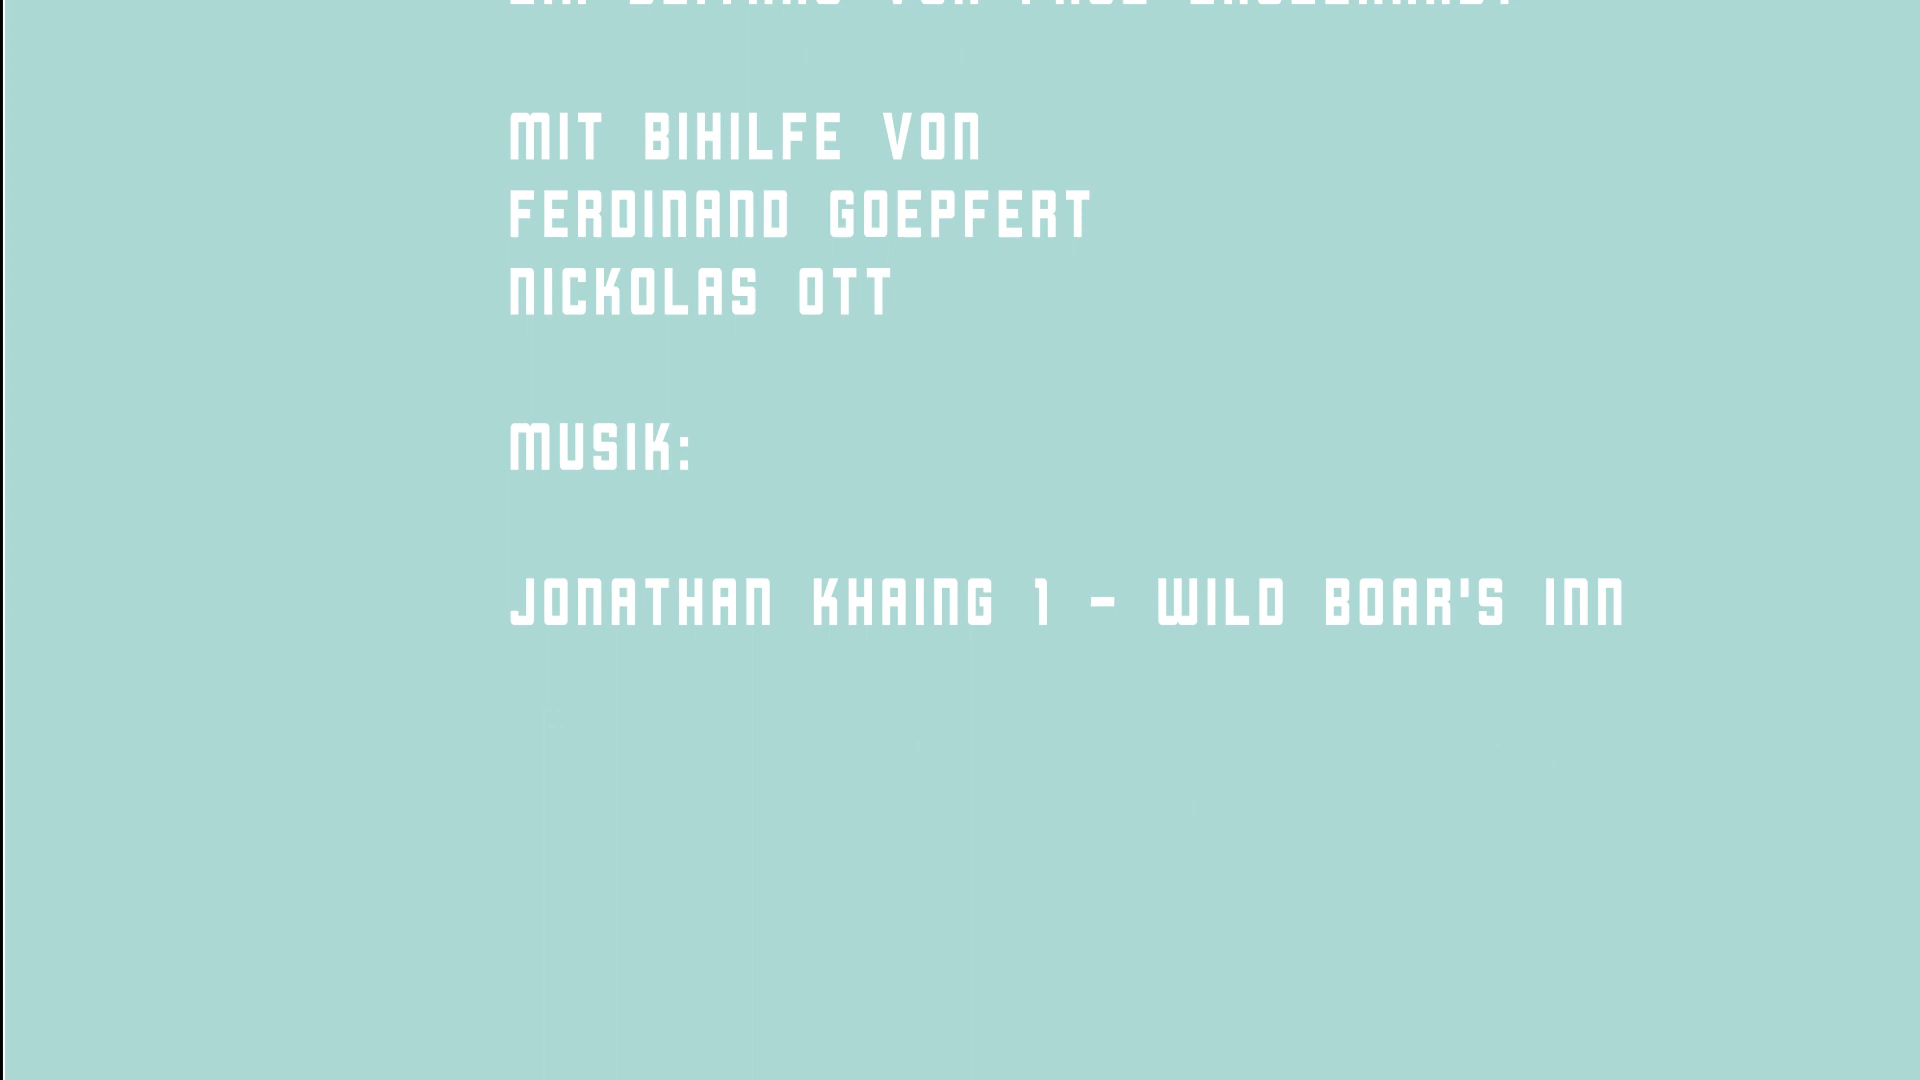 MIT BIHILFE VON
FERDINAND GOEPFERT
NICKOLAS OTT
MUSIK:
JONATHAN KHAING 1 - WILD BOAR'S INN